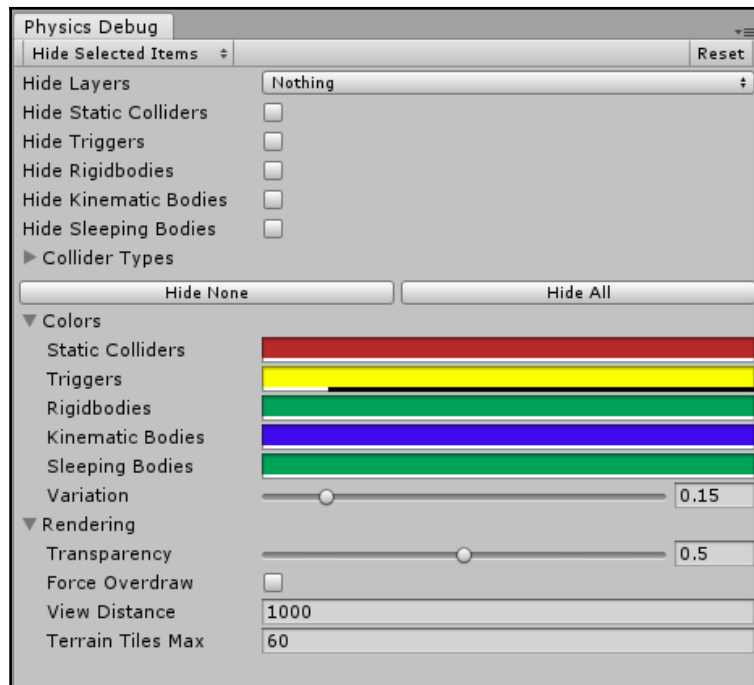 Physics Debug
Hide Selected Items Reset
Hide Layers Nothing
Hide Static Colliders
Hide Triggers
Hide Rigidbodies
Hide Kinematic Bodies
Hide Sleeping Bodies
Collider Types
Hide None Hide All
Colors
Static Colliders
Triggers
Rigidbodies
Kinematic Bodies
Sleeping Bodies
Variation 0.15
Rendering
Transparency 0.5
Force Overdraw
View Distance 1000
Terrain Tiles Max 60